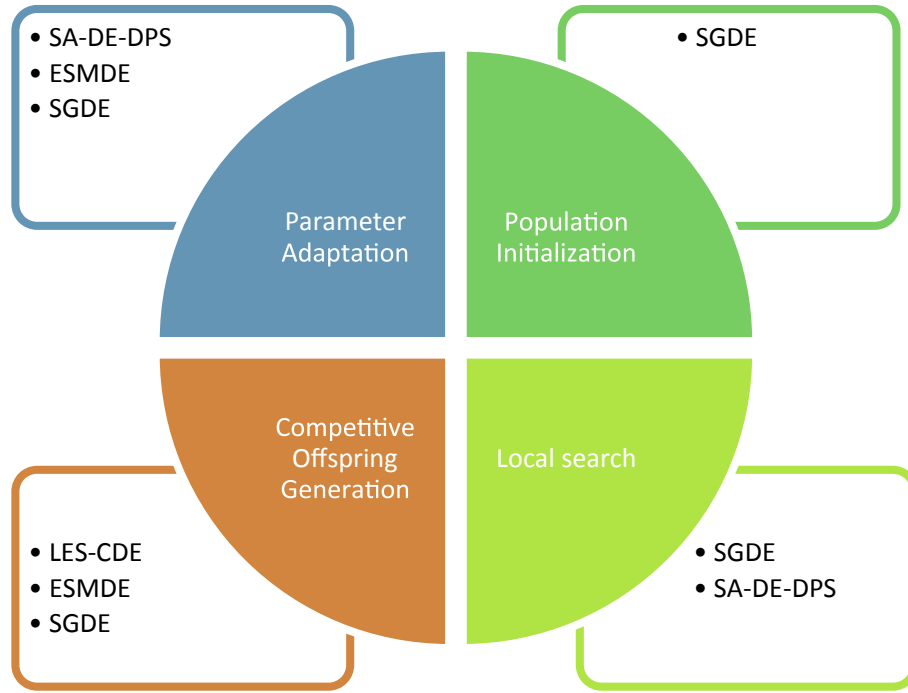 • SA-DE-DPS
• ESMDE
• SGDE
• SGDE
Parameter
Adaptation
Population
Initialization
Competitive
Offspring
Generation
Local search
• LES-CDE
• ESMDE
• SGDE
• SGDE
• SA-DE-DPS